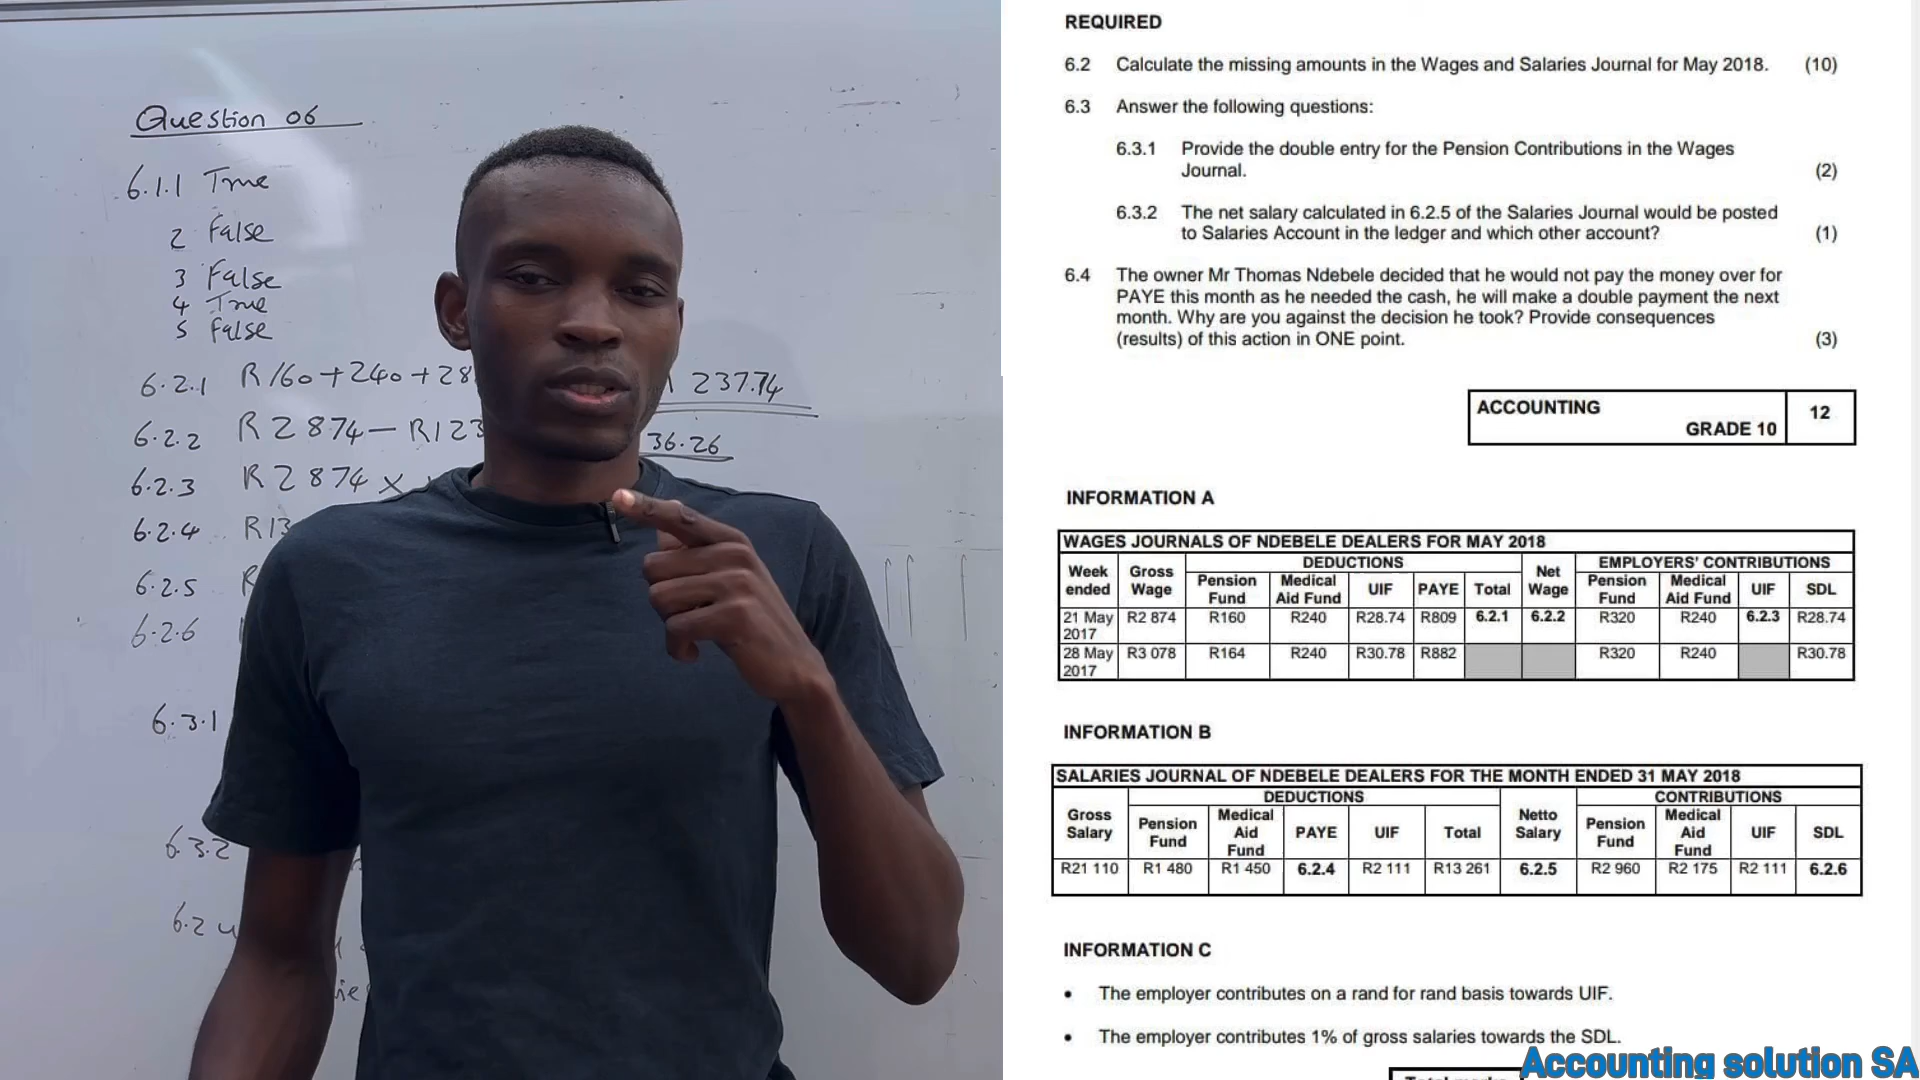 Question 06
6.1.1 True
2 False
3 False
4 True
5 False
6.2.1 R160+240+28 237.74
6.2.2 R2 874 – R123 36.26
6.2.3 R2 874 ×
6.2.4 R13
6.2.5 R
6.2.6
6.3.1
6.3.2
6.2 4
REQUIRED
6.2 Calculate the missing amounts in the Wages and Salaries Journal for May 2018. (10)
6.3 Answer the following questions:
6.3.1 Provide the double entry for the Pension Contributions in the Wages
Journal. (2)
6.3.2 The net salary calculated in 6.2.5 of the Salaries Journal would be posted
to Salaries Account in the ledger and which other account? (1)
6.4 The owner Mr Thomas Ndebele decided that he would not pay the money over for
PAYE this month as he needed the cash, he will make a double payment the next
month. Why are you against the decision he took? Provide consequences
(results) of this action in ONE point. (3)
ACCOUNTING
GRADE 10
12
INFORMATION A
WAGES JOURNALS OF NDEBELE DEALERS FOR MAY 2018
Week ended Gross Wage DEDUCTIONS Net Wage EMPLOYERS' CONTRIBUTIONS
Pension Fund Medical Aid Fund UIF PAYE Total Pension Fund Medical Aid Fund UIF SDL
21 May 2017 R2 874 R160 R240 R28.74 R809 6.2.1 6.2.2 R320 R240 6.2.3 R28.74
28 May 2017 R3 078 R164 R240 R30.78 R882 R320 R240 R30.78
INFORMATION B
SALARIES JOURNAL OF NDEBELE DEALERS FOR THE MONTH ENDED 31 MAY 2018
Gross Salary DEDUCTIONS Netto Salary CONTRIBUTIONS
Pension Fund Medical Aid Fund PAYE UIF Total Pension Fund Medical Aid Fund UIF SDL
R21 110 R1 480 R1 450 6.2.4 R2 111 R13 261 6.2.5 R2 960 R2 175 R2 111 6.2.6
INFORMATION C
• The employer contributes on a rand for rand basis towards UIF.
• The employer contributes 1% of gross salaries towards the SDL.
Accounting solution SA